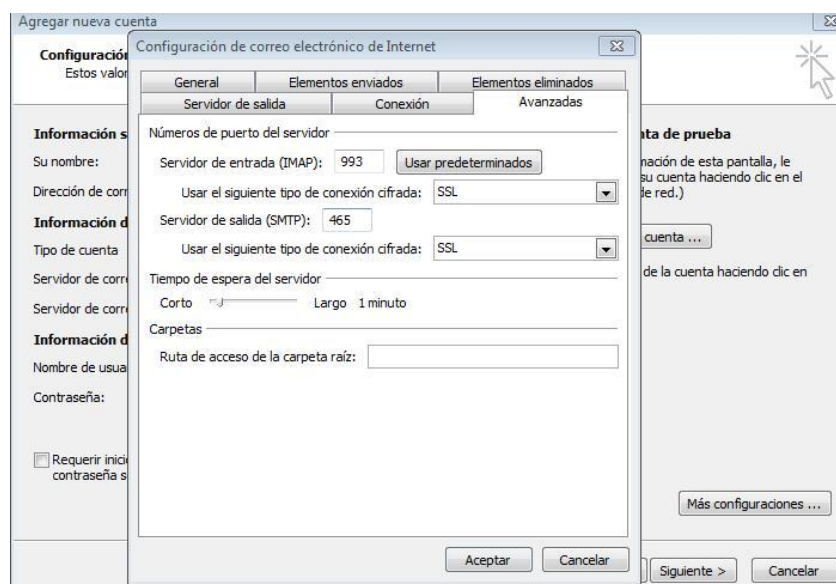 Agregar nueva cuenta
Configuración
Estos valor
Configuración de correo electrónico de Internet
General Elementos enviados Elementos eliminados
Servidor de salida Conexión Avanzadas
Números de puerto del servidor
Servidor de entrada (IMAP): 993 Usar predeterminados
Usar el siguiente tipo de conexión cifrada: SSL
Servidor de salida (SMTP): 465
Usar el siguiente tipo de conexión cifrada: SSL
Tiempo de espera del servidor
Corto Largo 1 minuto
Carpetas
Ruta de acceso de la carpeta raíz:
Aceptar Cancelar
Información s
Su nombre:
Dirección de corr
Información d
Tipo de cuenta
Servidor de corre
Servidor de corre
Información d
Nombre de usua
Contraseña:
Requerir inici
contraseña s
nta de prueba
mación de esta pantalla, le
su cuenta haciendo clic en el
de red.)
cuenta ...
de la cuenta haciendo clic en
Más configuraciones ...
Siguiente > Cancelar